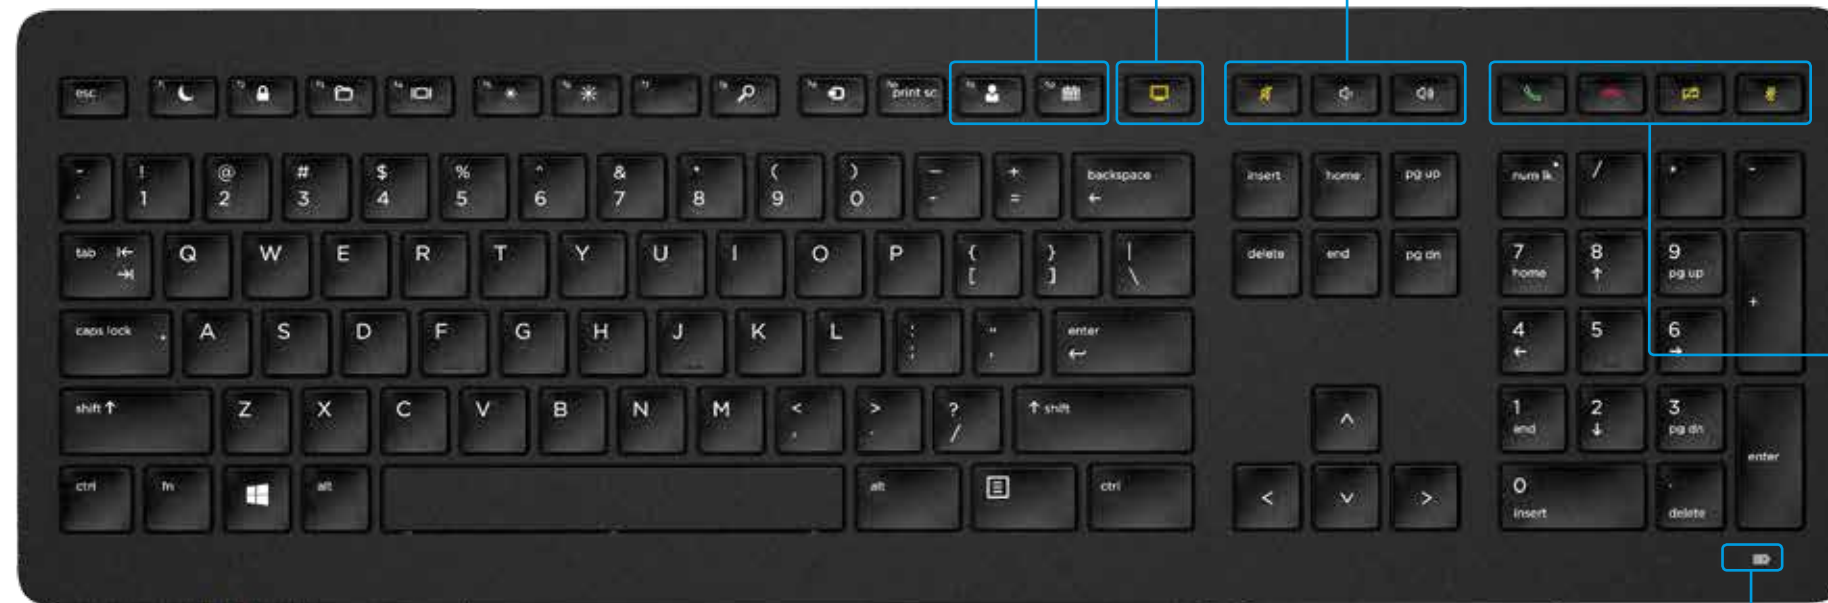 esc print sc
! @ # $ % ^ & * ( ) — + backspace insert home pg up num lk / * -
1 2 3 4 5 6 7 8 9 0 - = ←
tab Q W E R T Y U I O P { } | delete end pg dn 7 8 9
[ ] \ home ↑ pg up +
caps lock A S D F G H J K L : " enter 4 5 6
; ' ← →
shift ↑ Z X C V B N M < > ? ↑ shift ^ 1 2 3
, . / end ↓ pg dn enter
ctrl fn alt alt ctrl < v > 0 .
insert delete